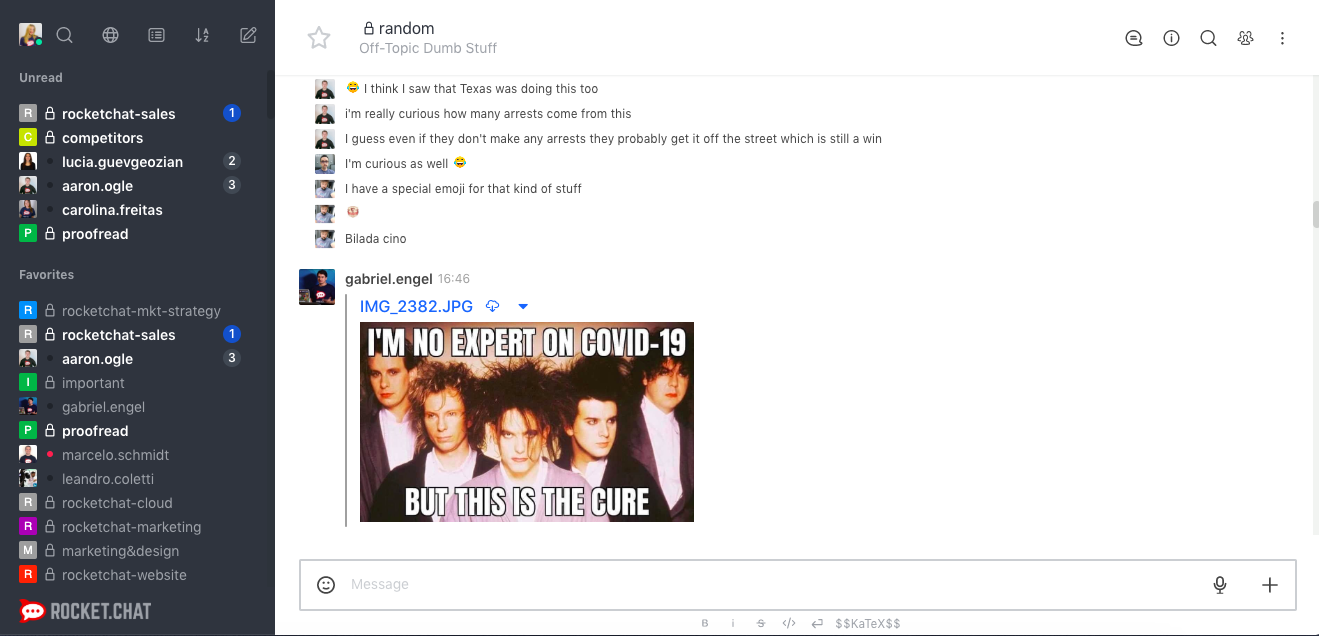 random
Off-Topic Dumb Stuff
Unread
R rocketchat-sales 1
C competitors
lucia.guevgeozian 2
aaron.ogle 3
carolina.freitas
P proofread
Favorites
R rocketchat-mkt-strategy
R rocketchat-sales 1
aaron.ogle 3
I important
gabriel.engel
P proofread
marcelo.schmidt
leandro.coletti
R rocketchat-cloud
R rocketchat-marketing
M marketing&design
R rocketchat-website
ROCKET.CHAT
😂 I think I saw that Texas was doing this too
i'm really curious how many arrests come from this
I guess even if they don't make any arrests they probably get it off the street which is still a win
I'm curious as well 😂
I have a special emoji for that kind of stuff
Bilada cino
gabriel.engel 16:46
IMG_2382.JPG
I'M NO EXPERT ON COVID-19
BUT THIS IS THE CURE
Message
B i S </> $$KaTeX$$